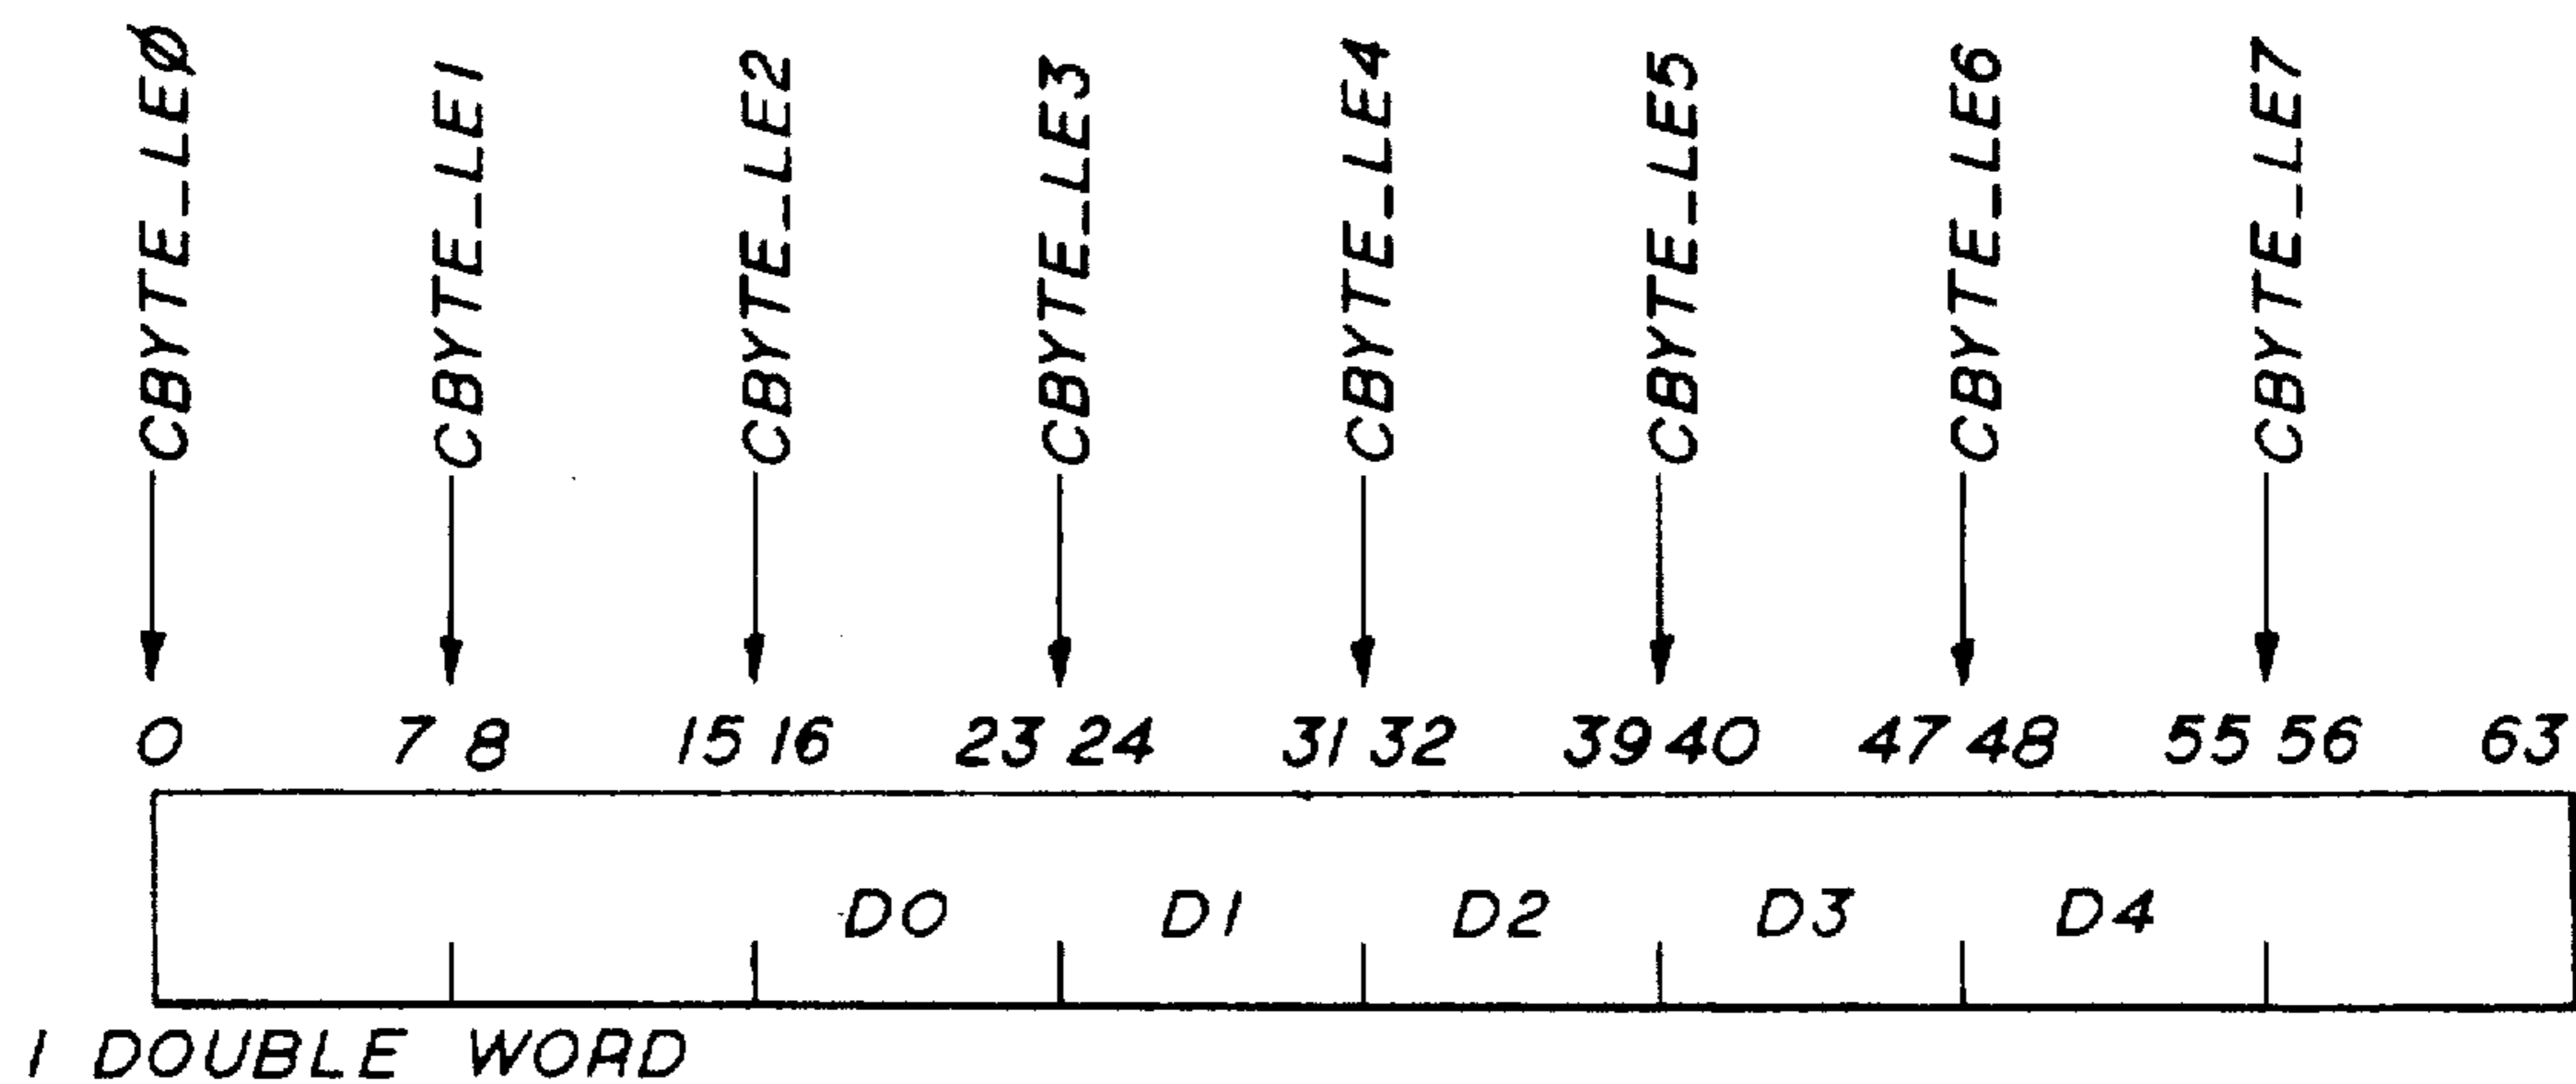 CBYTE_LEØ
CBYTE_LE1
CBYTE_LE2
CBYTE_LE3
CBYTE_LE4
CBYTE_LE5
CBYTE_LE6
CBYTE_LE7
0 7 8 15 16 23 24 31 32 39 40 47 48 55 56 63
D0 D1 D2 D3 D4
1 DOUBLE WORD